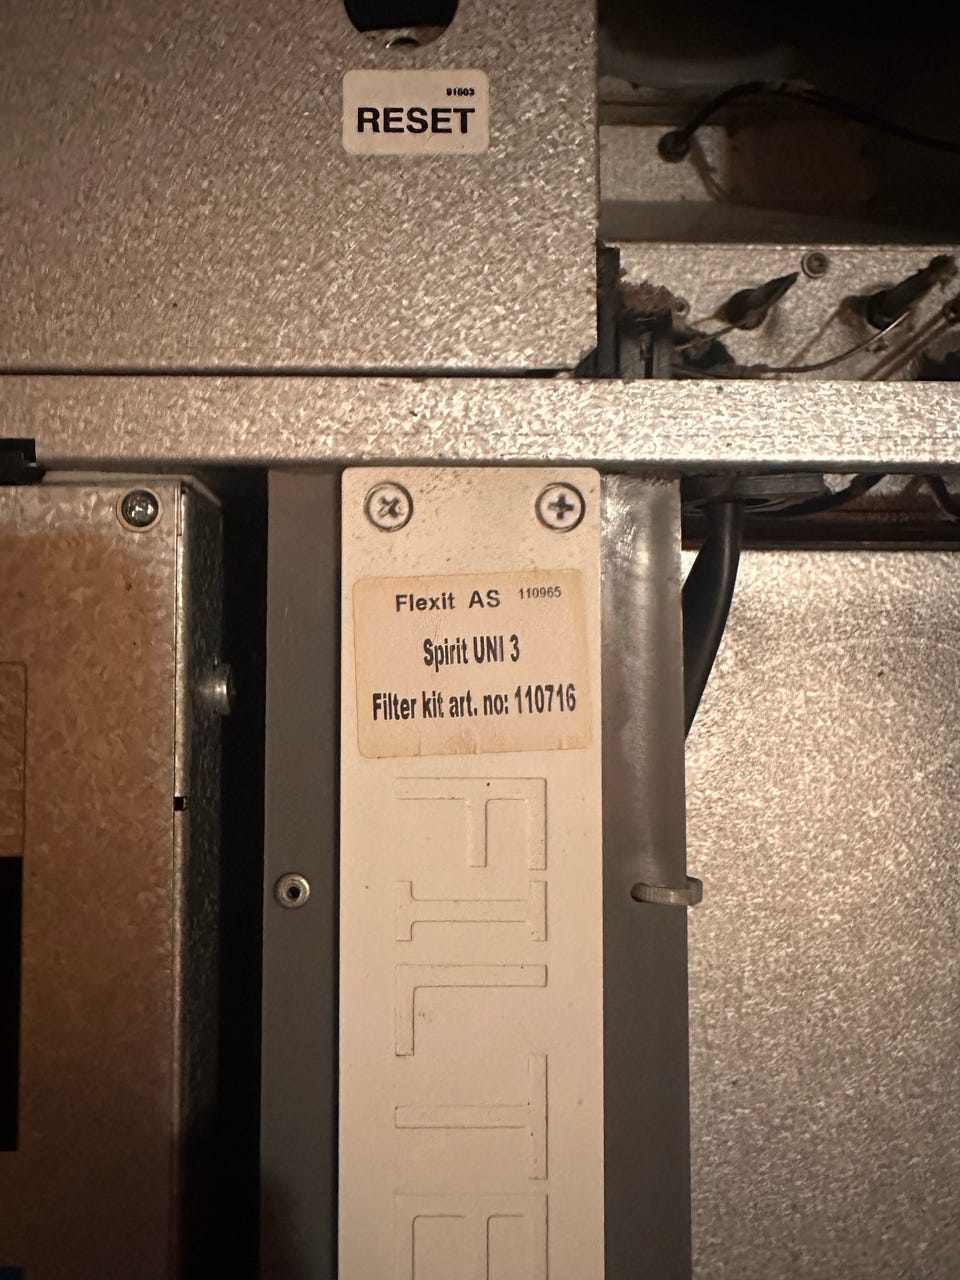 91603
RESET
Flexit AS 110965
Spirit UNI 3
Filter kit art. no: 110716
FILTE